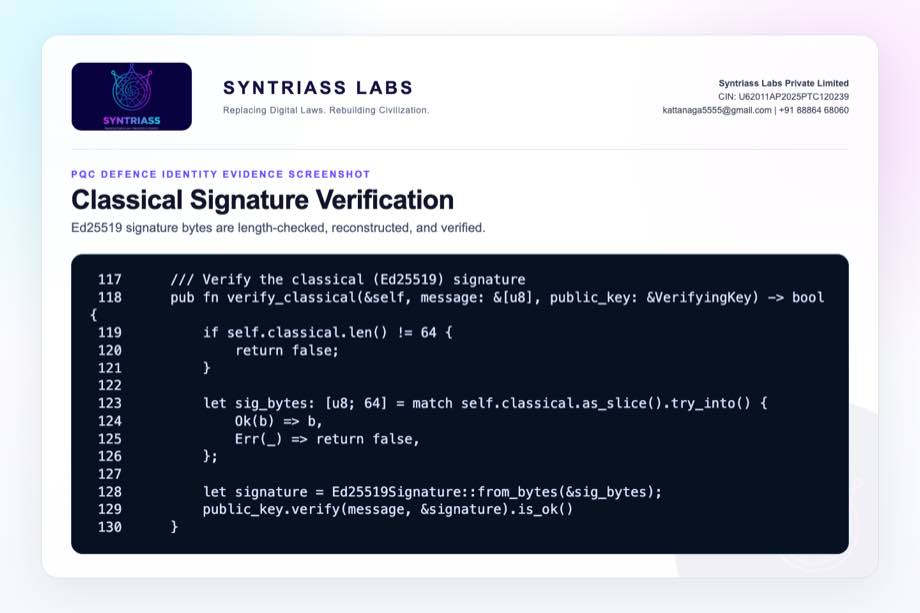 SYNTRIASS
SYNTRIASS LABS
Replacing Digital Laws. Rebuilding Civilization.
Syntriass Labs Private Limited
CIN: U62011AP2025PTC120239
kattanaga5555@gmail.com | +91 88864 68060
PQC DEFENCE IDENTITY EVIDENCE SCREENSHOT
Classical Signature Verification
Ed25519 signature bytes are length-checked, reconstructed, and verified.
117 /// Verify the classical (Ed25519) signature
118 pub fn verify_classical(&self, message: &[u8], public_key: &VerifyingKey) -> bool
{
119 if self.classical.len() != 64 {
120 return false;
121 }
122
123 let sig_bytes: [u8; 64] = match self.classical.as_slice().try_into() {
124 Ok(b) => b,
125 Err(_) => return false,
126 };
127
128 let signature = Ed25519Signature::from_bytes(&sig_bytes);
129 public_key.verify(message, &signature).is_ok()
130 }